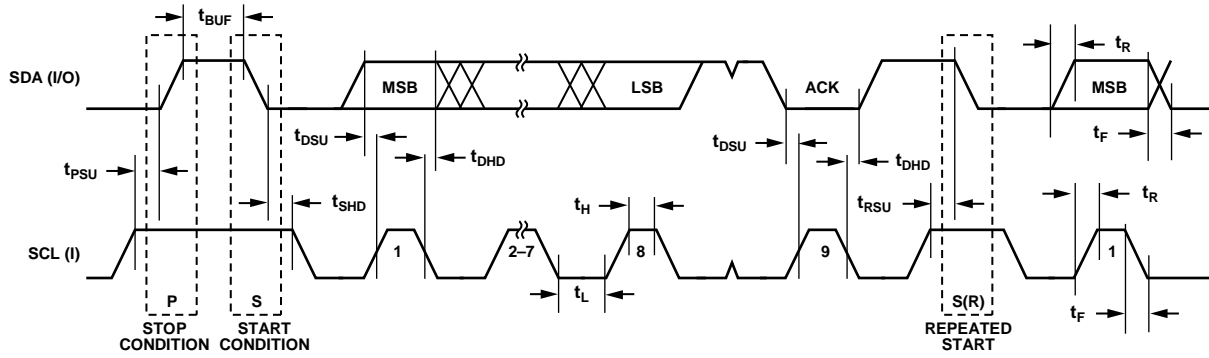 tBUF
tR
SDA (I/O)
MSB
LSB
ACK
MSB
tDSU
tDSU
tF
tPSU
tDHD
tDHD
tSHD
tH
tRSU
tR
SCL (I)
1
2–7
8
9
1
P
S
tL
S(R)
tF
STOP
CONDITION
START
CONDITION
REPEATED
START